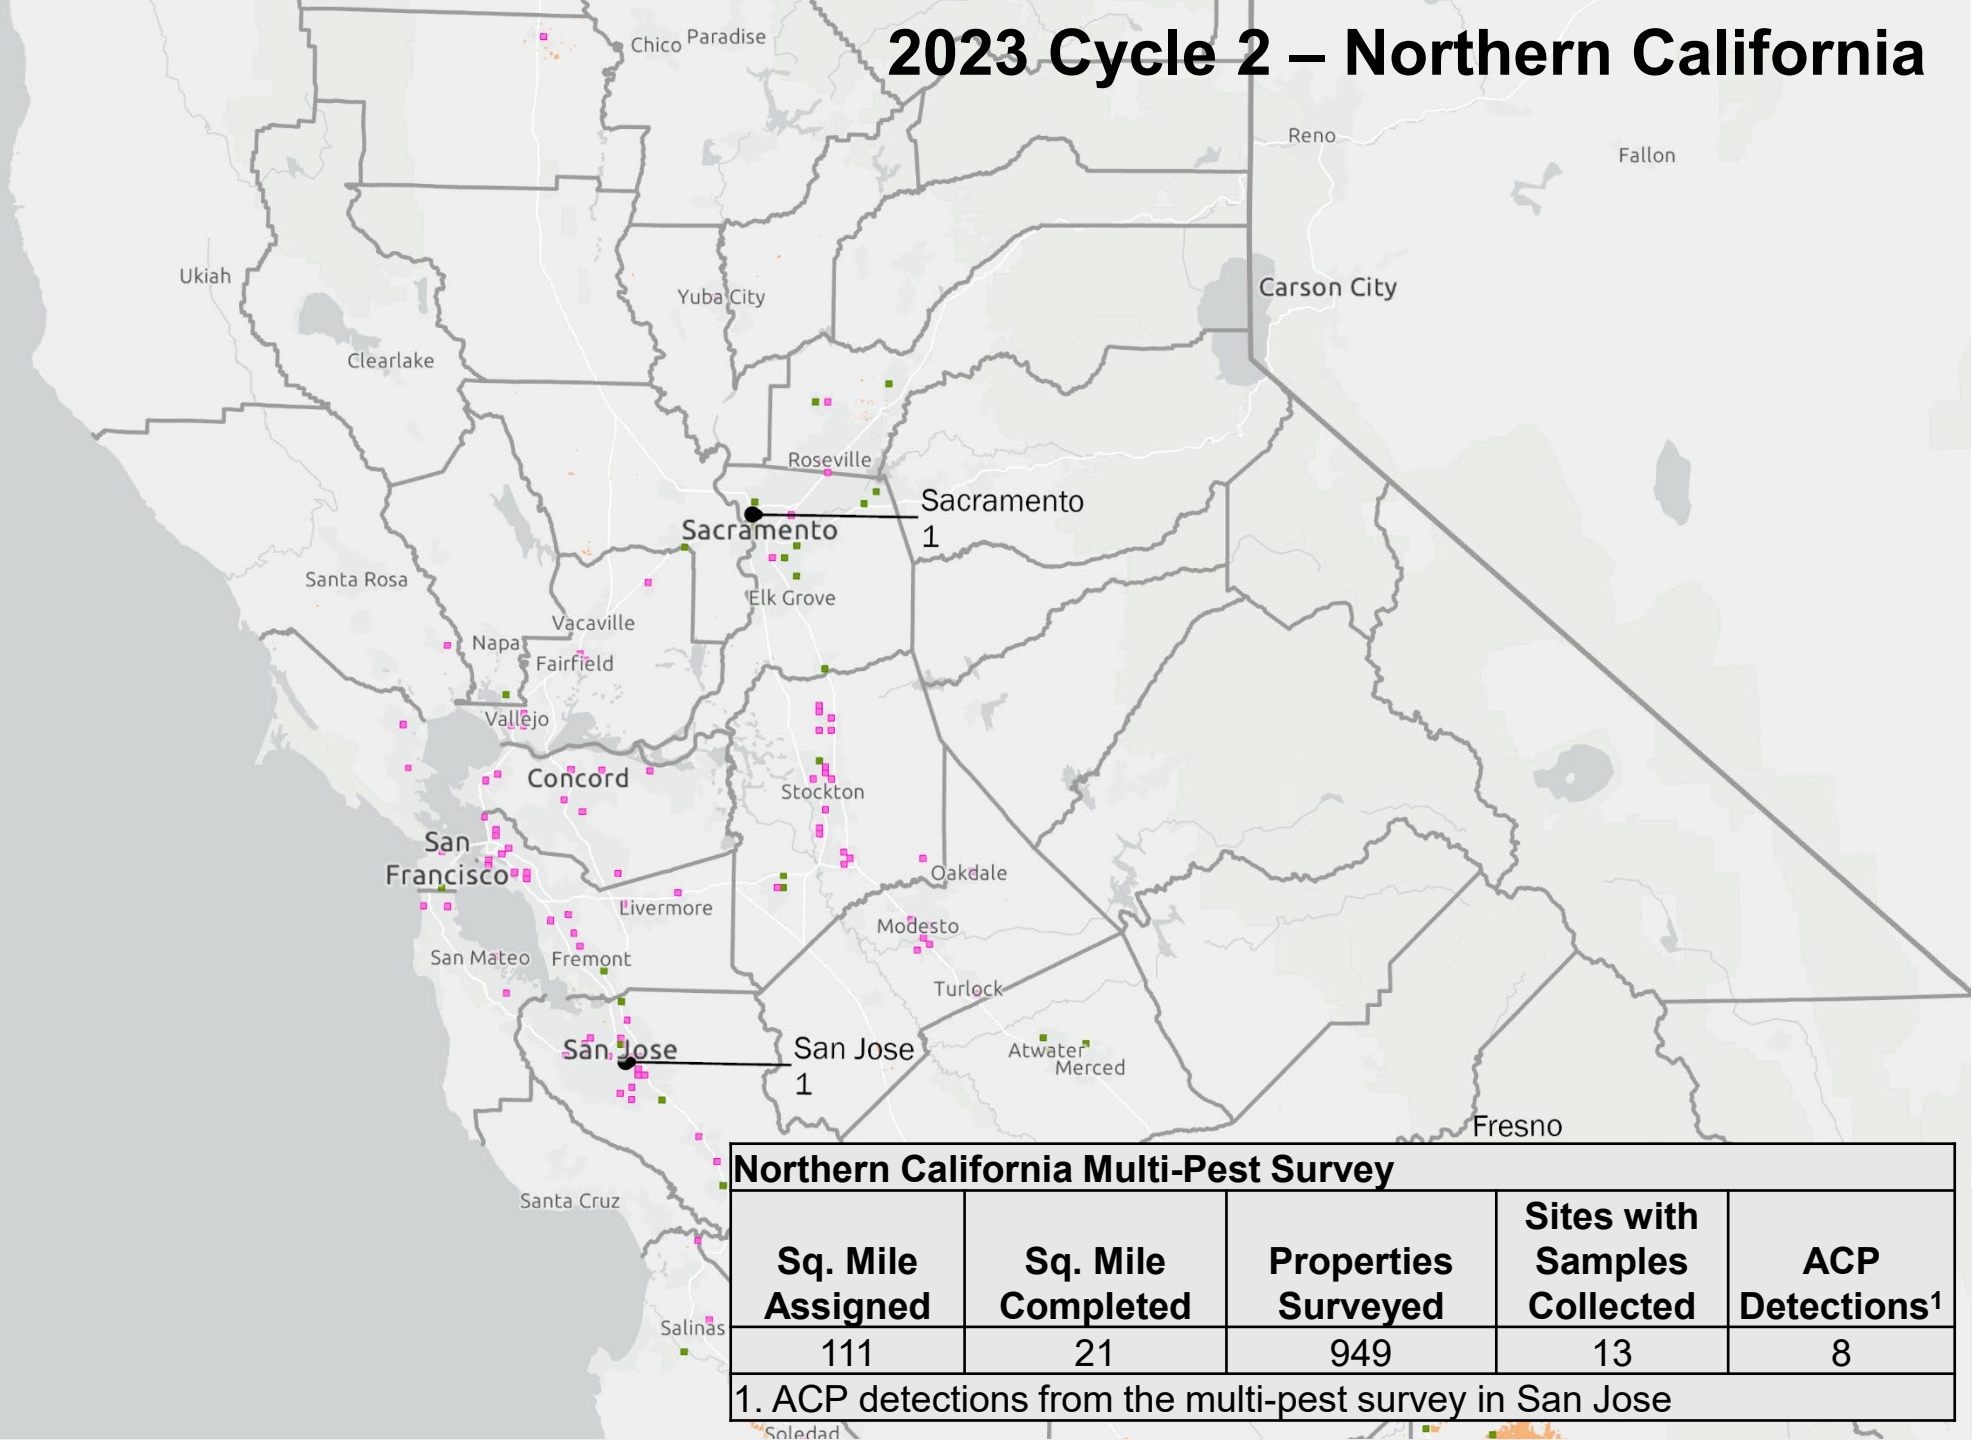 2023 Cycle 2 – Northern California
Chico
Paradise
Reno
Fallon
Ukiah
Yuba City
Carson City
Clearlake
Roseville
Sacramento
1
Sacramento
Santa Rosa
Elk Grove
Vacaville
Napa
Fairfield
Vallejo
Concord
Stockton
San
Francisco
Oakdale
Livermore
Modesto
San Mateo
Fremont
Turlock
San Jose
San Jose
1
Atwater
Merced
Fresno
Santa Cruz
Salinas
Soledad
Northern California Multi-Pest Survey
Sq. Mile Assigned
Sq. Mile Completed
Properties Surveyed
Sites with Samples Collected
ACP Detections¹
111 21 949 13 8
1. ACP detections from the multi-pest survey in San Jose